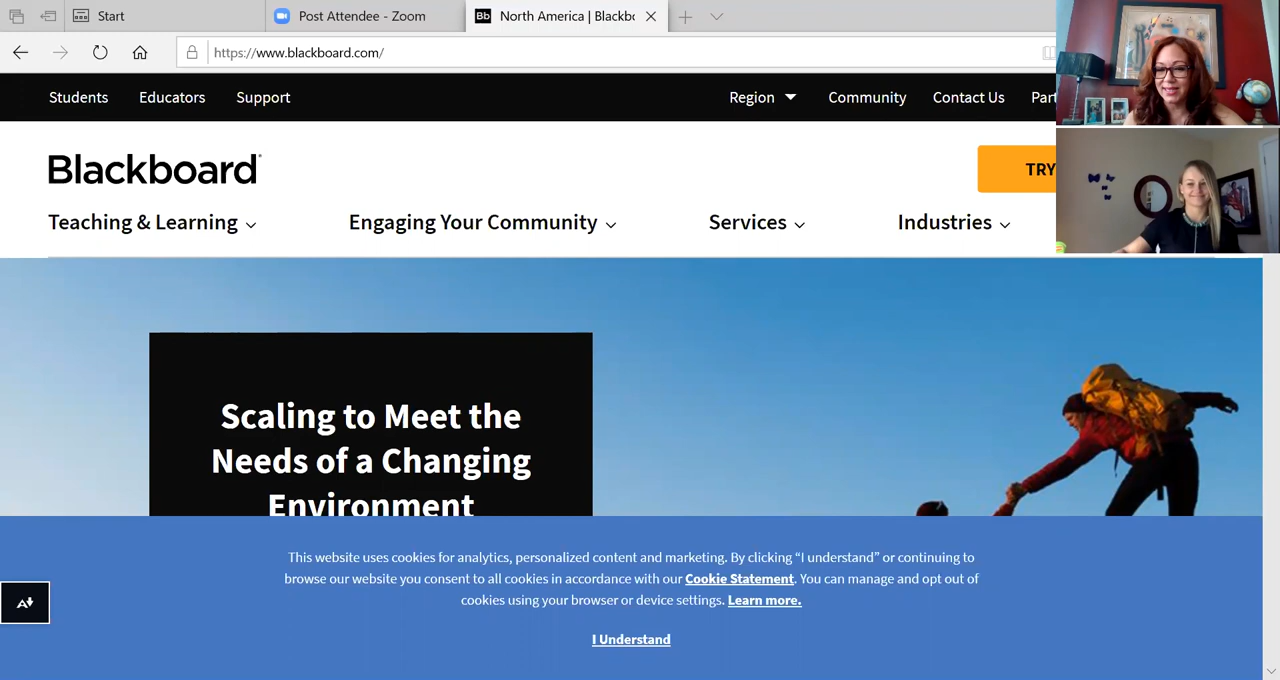 Start
Post Attendee - Zoom
Bb North America | Blackbo
https://www.blackboard.com/
Students Educators Support Region Community Contact Us Part
Blackboard
TRY
Teaching & Learning Engaging Your Community Services Industries
Scaling to Meet the
Needs of a Changing
Environment
This website uses cookies for analytics, personalized content and marketing. By clicking “I understand” or continuing to
browse our website you consent to all cookies in accordance with our Cookie Statement. You can manage and opt out of
cookies using your browser or device settings. Learn more.
I Understand